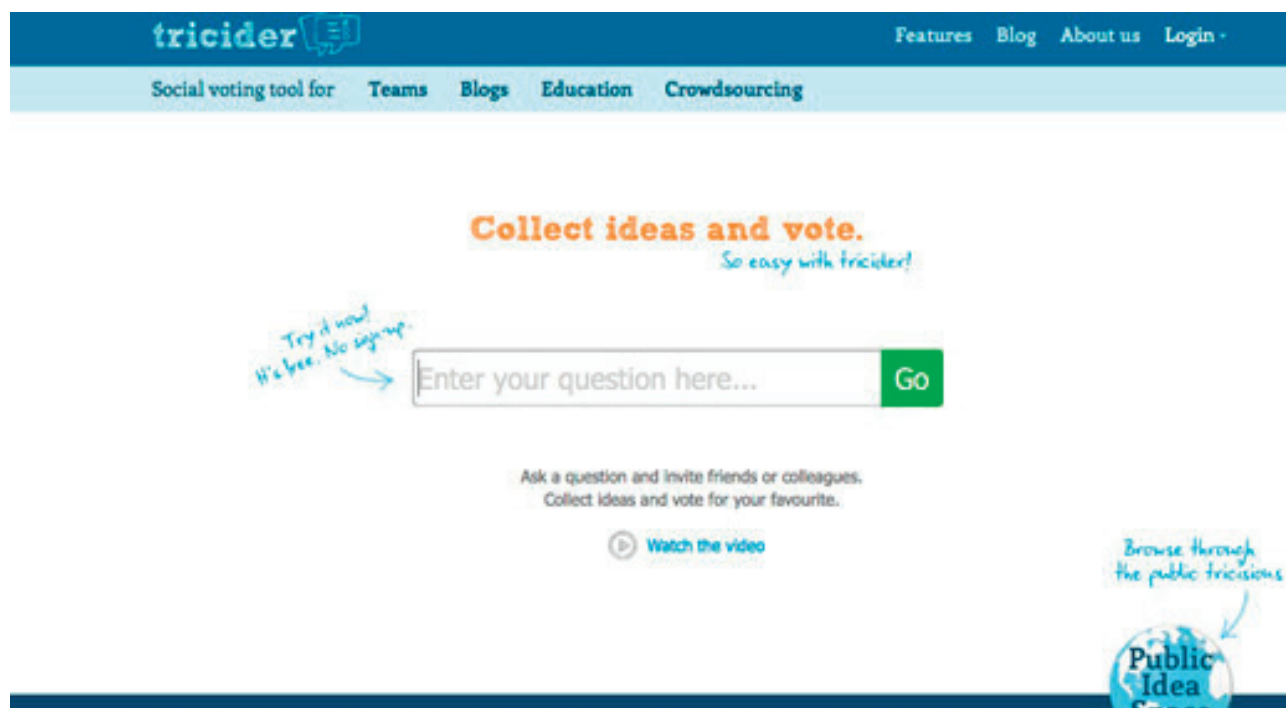 tricider
Features Blog About us Login
Social voting tool for Teams Blogs Education Crowdsourcing
Collect ideas and vote.
So easy with tricider!
Try it now!
It's free. No sign-up.
Enter your question here...
Go
Ask a question and invite friends or colleagues.
Collect ideas and vote for your favourite.
Watch the video
Browse through
the public tricisions
Public
Idea